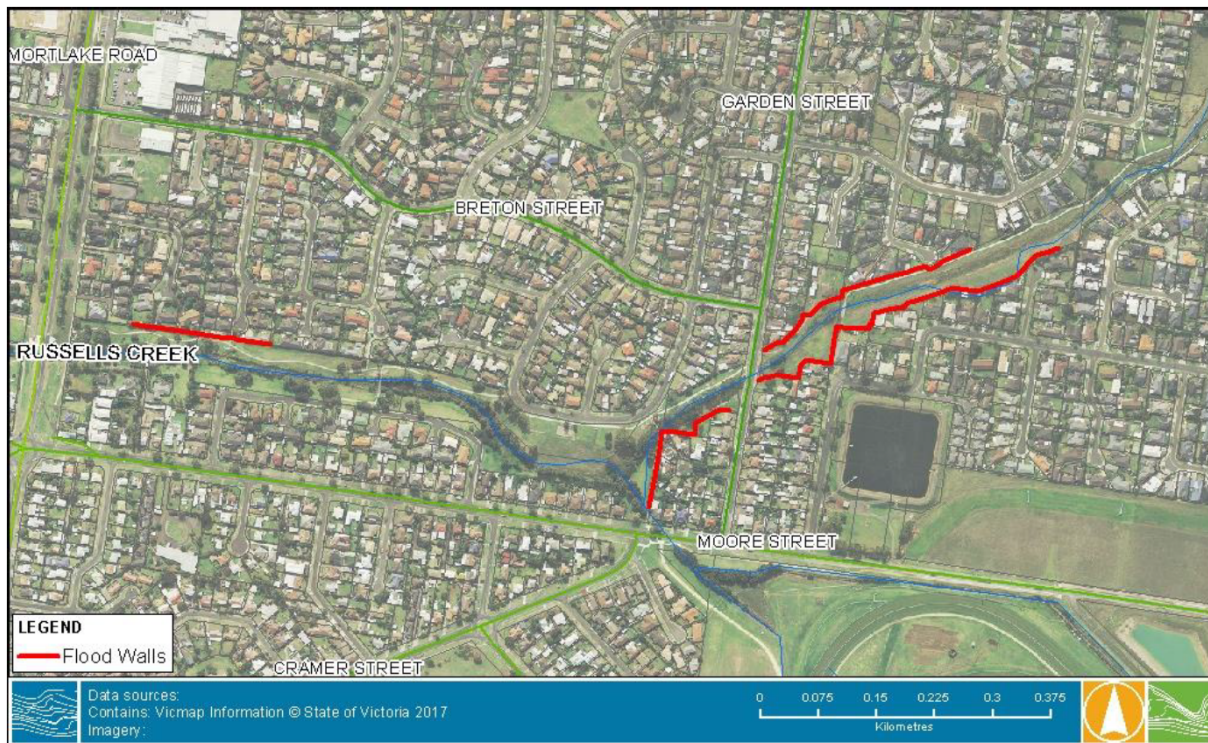 MORTLAKE ROAD
GARDEN STREET
BRETON STREET
RUSSELLS CREEK
MOORE STREET
CRAMER STREET
LEGEND
Flood Walls
Data sources:
Contains: Vicmap Information © State of Victoria 2017
Imagery:
0 0.075 0.15 0.225 0.3 0.375
Kilometres